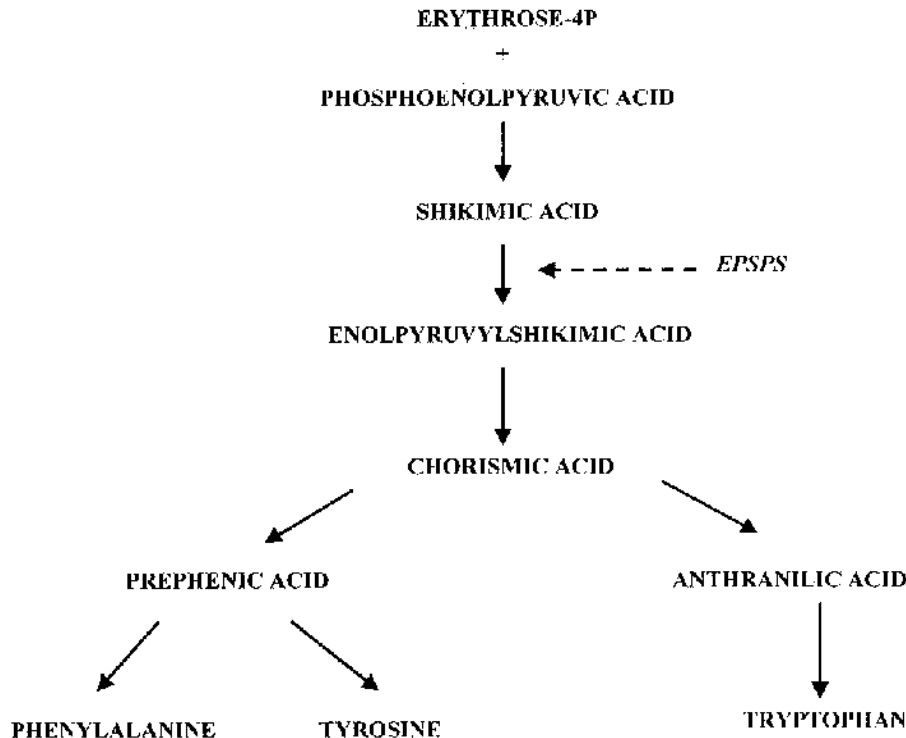 ERYTHROSE-4P
+
PHOSPHOENOLPYRUVIC ACID
SHIKIMIC ACID
EPSPS
ENOLPYRUVYLSHIKIMIC ACID
CHORISMIC ACID
PREPHENIC ACID
ANTHRANILIC ACID
PHENYLALANINE
TYROSINE
TRYPTOPHAN